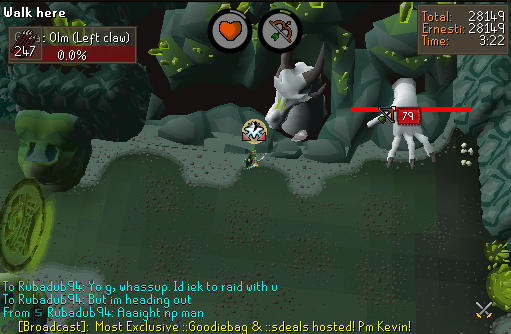 Walk here
Total: 28149
Ernesti: 28149
Time: 3:22
: Olm (Left claw)
247
0.0%
79
To Rubadub94: Yo g, whassup. Id lek to raid with u
To Rubadub94: But im heading out
From S Rubadub94: Aaaight np man
[Broadcast]: Most Exclusive ::Goodiebag & ::sdeals hosted! Pm Kevin!